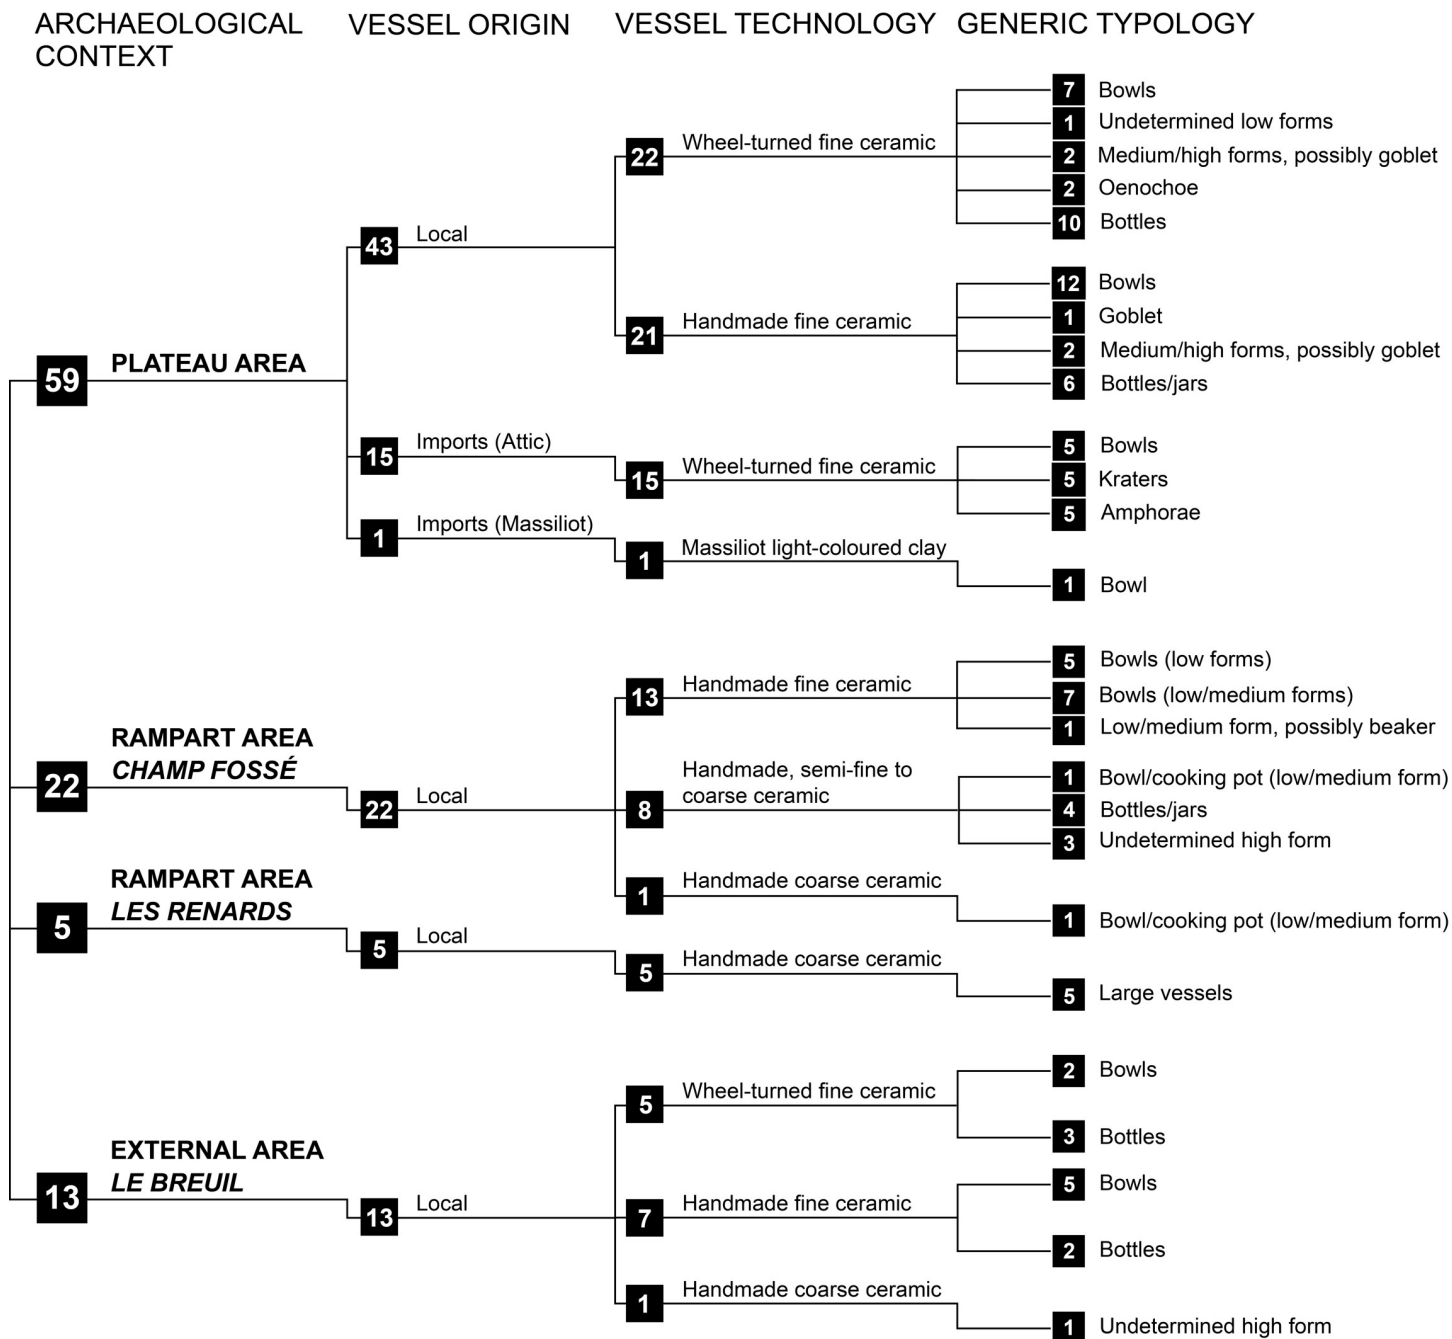 ARCHAEOLOGICAL
CONTEXT
VESSEL ORIGIN
VESSEL TECHNOLOGY
GENERIC TYPOLOGY
59 PLATEAU AREA
43 Local
22 Wheel-turned fine ceramic
7 Bowls
1 Undetermined low forms
2 Medium/high forms, possibly goblet
2 Oenochoe
10 Bottles
21 Handmade fine ceramic
12 Bowls
1 Goblet
2 Medium/high forms, possibly goblet
6 Bottles/jars
15 Imports (Attic)
15 Wheel-turned fine ceramic
5 Bowls
5 Kraters
5 Amphorae
1 Imports (Massiliot)
1 Massiliot light-coloured clay
1 Bowl
22 RAMPART AREA
CHAMP FOSSÉ
22 Local
13 Handmade fine ceramic
5 Bowls (low forms)
7 Bowls (low/medium forms)
1 Low/medium form, possibly beaker
8 Handmade, semi-fine to
coarse ceramic
1 Bowl/cooking pot (low/medium form)
4 Bottles/jars
3 Undetermined high form
1 Handmade coarse ceramic
1 Bowl/cooking pot (low/medium form)
5 RAMPART AREA
LES RENARDS
5 Local
5 Handmade coarse ceramic
5 Large vessels
13 EXTERNAL AREA
LE BREUIL
13 Local
5 Wheel-turned fine ceramic
2 Bowls
3 Bottles
7 Handmade fine ceramic
5 Bowls
2 Bottles
1 Handmade coarse ceramic
1 Undetermined high form